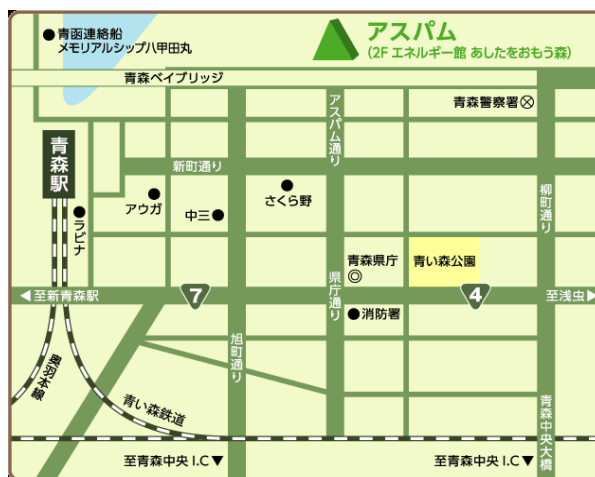 青函連絡船
メモリアルシップ八甲田丸
アスパム
(2F エネルギー館 あしたをおもう森)
青森ベイブリッジ
青森警察署
アスパム通り
青森駅
新町通り
柳町通り
アウガ
さくら野
中三
ラビナ
青森県庁
青い森公園
県庁通り
◀至新青森駅
7
4
至浅虫▶
消防署
旭町通り
奥羽本線
青い森鉄道
青森中央大橋
至青森中央 I.C▼
至青森中央 I.C▼